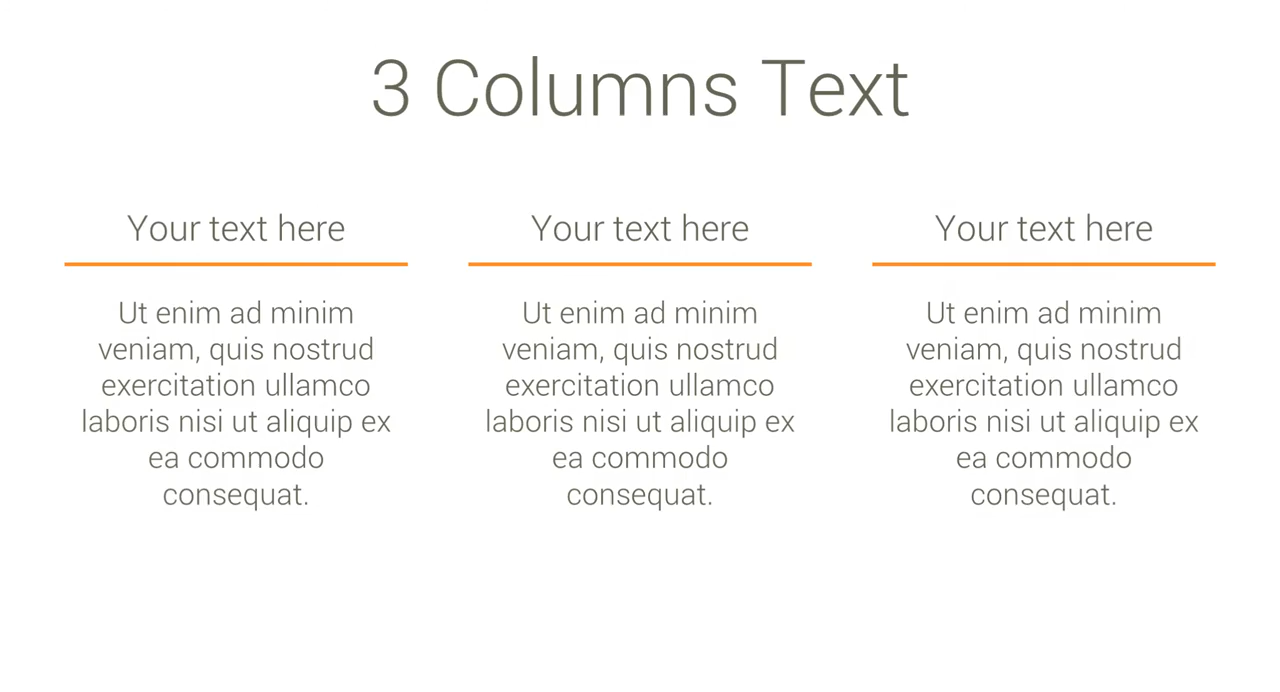 3 Columns Text
Your text here
Ut enim ad minim
veniam, quis nostrud
exercitation ullamco
laboris nisi ut aliquip ex
ea commodo
consequat.
Your text here
Ut enim ad minim
veniam, quis nostrud
exercitation ullamco
laboris nisi ut aliquip ex
ea commodo
consequat.
Your text here
Ut enim ad minim
veniam, quis nostrud
exercitation ullamco
laboris nisi ut aliquip ex
ea commodo
consequat.